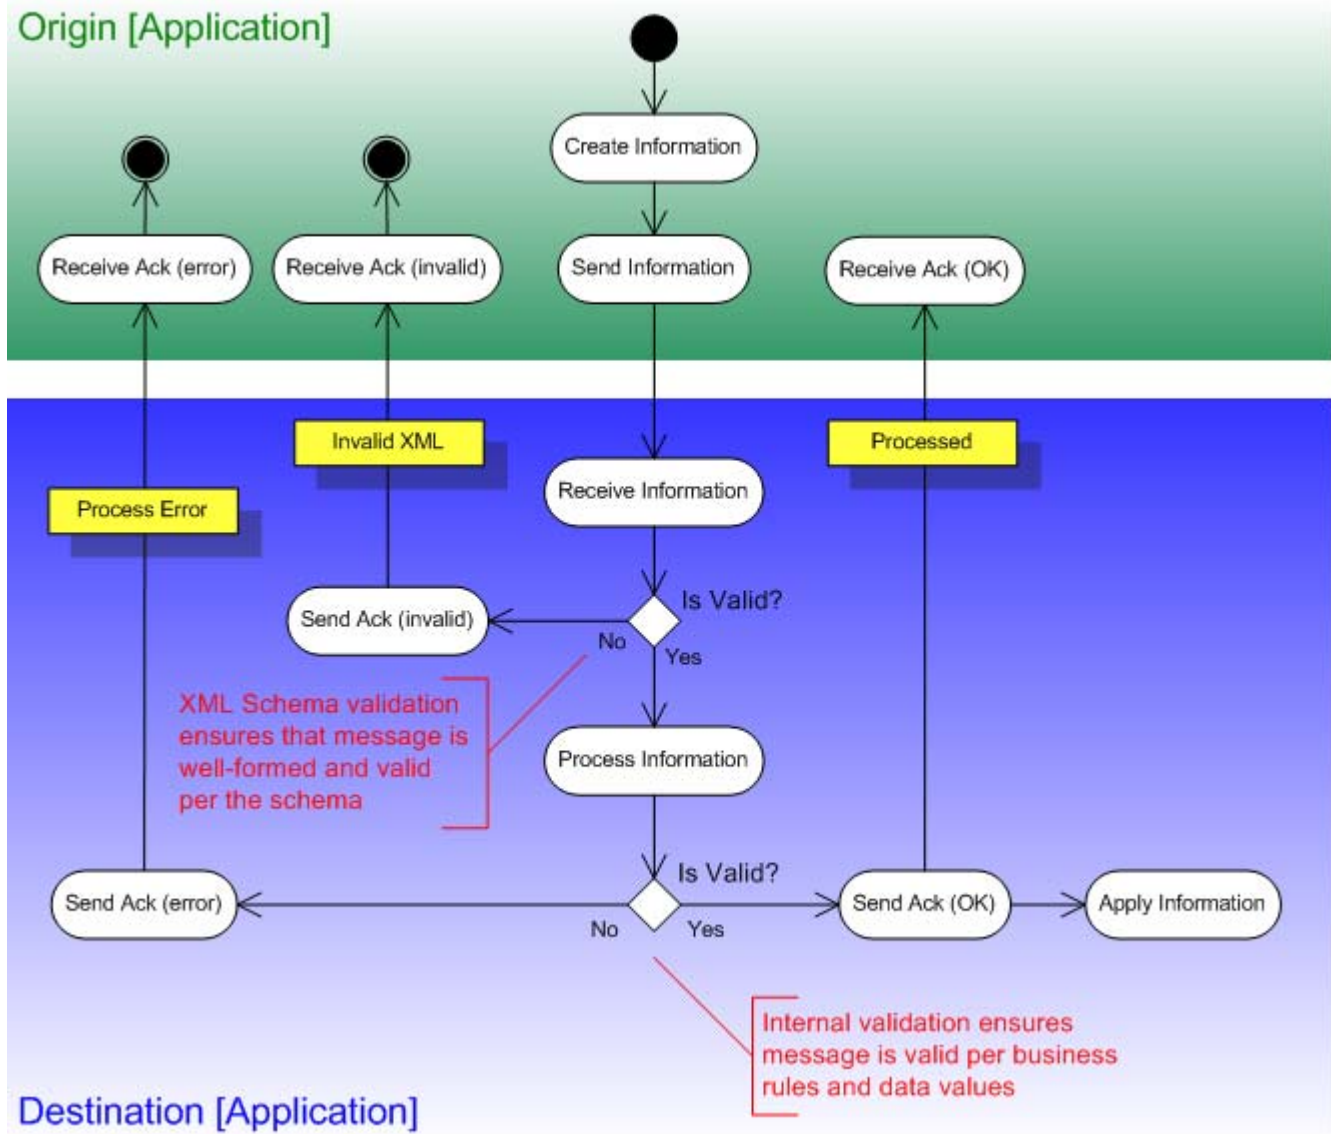 Origin [Application]
Create Information
Receive Ack (error)
Receive Ack (invalid)
Send Information
Receive Ack (OK)
Invalid XML
Processed
Process Error
Receive Information
Is Valid?
Send Ack (invalid)
No
Yes
XML Schema validation
ensures that message is
well-formed and valid
per the schema
Process Information
Is Valid?
Send Ack (error)
Send Ack (OK)
Apply Information
No
Yes
Internal validation ensures
message is valid per business
rules and data values
Destination [Application]